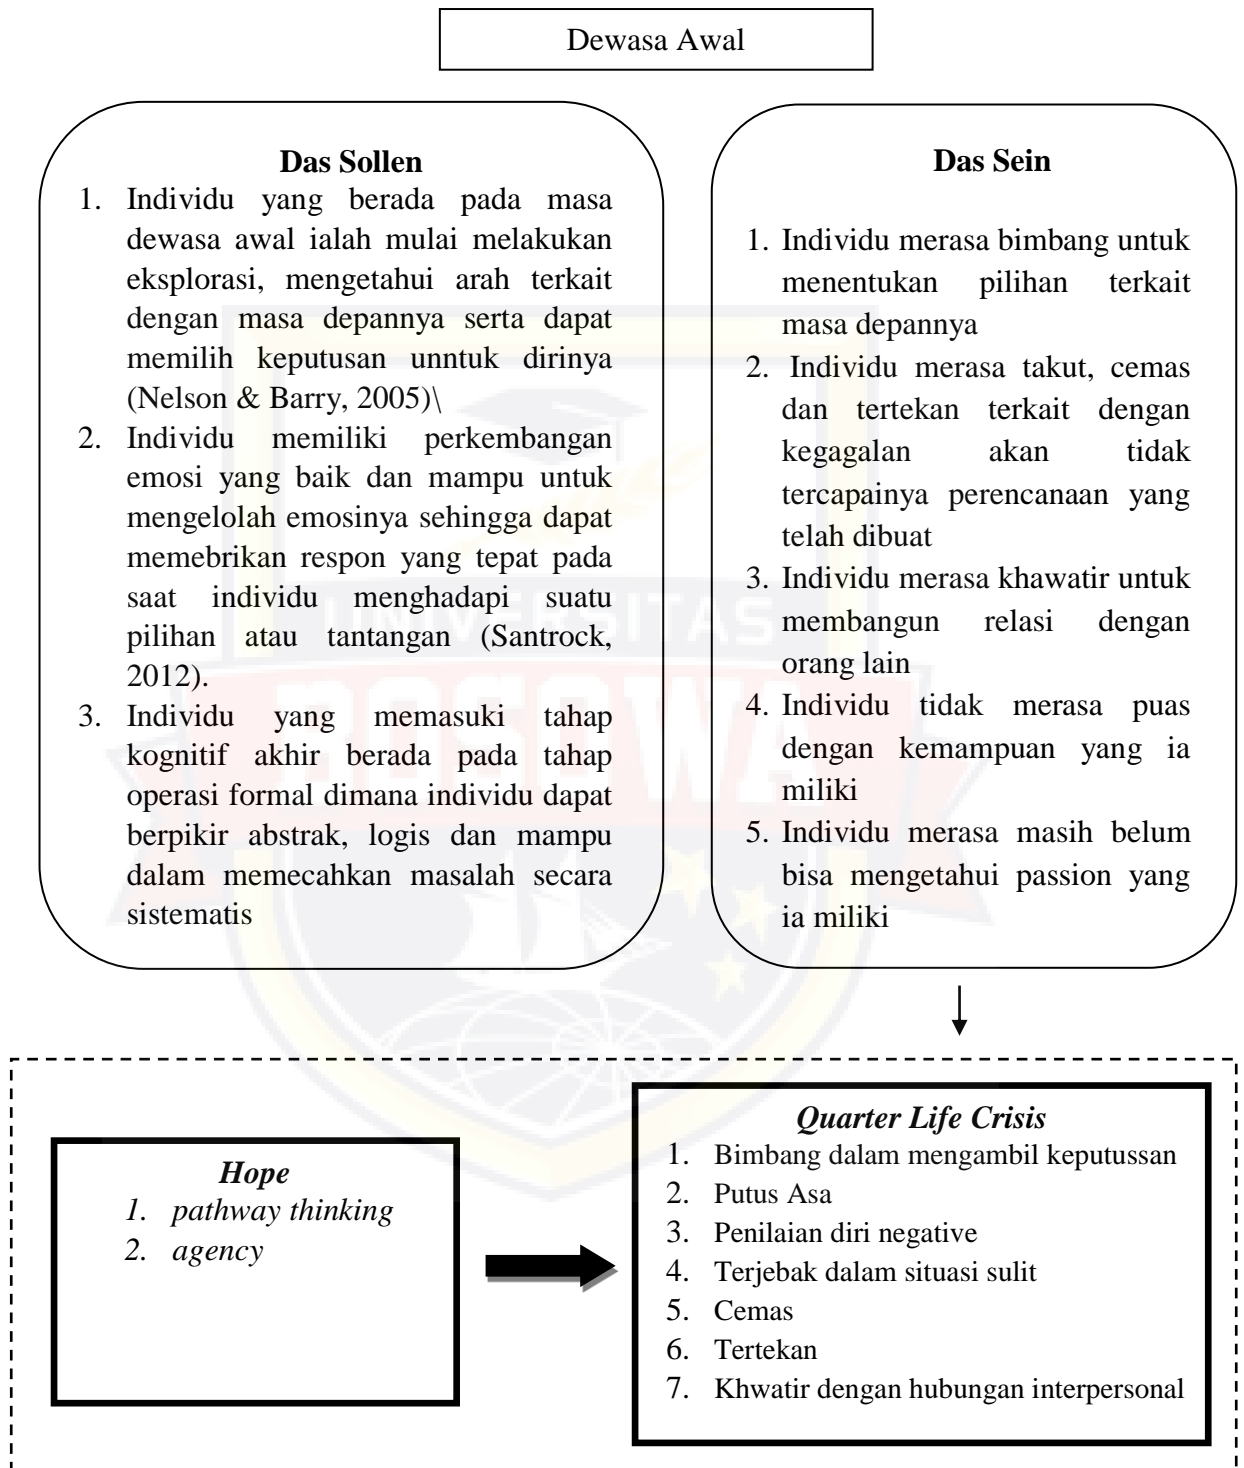 Dewasa Awal
Das Sollen
1. Individu yang berada pada masa
dewasa awal ialah mulai melakukan
eksplorasi, mengetahui arah terkait
dengan masa depannya serta dapat
memilih keputusan unntuk dirinya
(Nelson & Barry, 2005)\
2. Individu memiliki perkembangan
emosi yang baik dan mampu untuk
mengelolah emosinya sehingga dapat
memebrikan respon yang tepat pada
saat individu menghadapi suatu
pilihan atau tantangan (Santrock,
2012).
3. Individu yang memasuki tahap
kognitif akhir berada pada tahap
operasi formal dimana individu dapat
berpikir abstrak, logis dan mampu
dalam memecahkan masalah secara
sistematis
Das Sein
1. Individu merasa bimbang untuk
menentukan pilihan terkait
masa depannya
2. Individu merasa takut, cemas
dan tertekan terkait dengan
kegagalan akan tidak
tercapainya perencanaan yang
telah dibuat
3. Individu merasa khawatir untuk
membangun relasi dengan
orang lain
4. Individu tidak merasa puas
dengan kemampuan yang ia
miliki
5. Individu merasa masih belum
bisa mengetahui passion yang
ia miliki
UNIVERSITAS
BOSOWA
Hope
1. pathway thinking
2. agency
Quarter Life Crisis
1. Bimbang dalam mengambil keputussan
2. Putus Asa
3. Penilaian diri negative
4. Terjebak dalam situasi sulit
5. Cemas
6. Tertekan
7. Khwatir dengan hubungan interpersonal